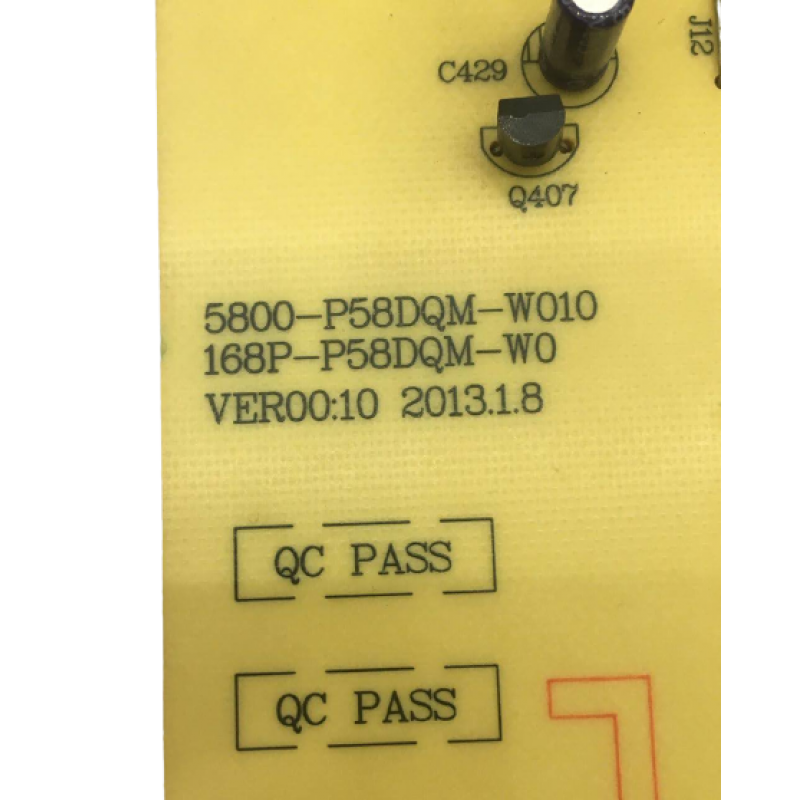 J12
C429
Q407
5800-P58DQM-W010
168P-P58DQM-W0
VER00:10 2013.1.8
QC PASS
QC PASS